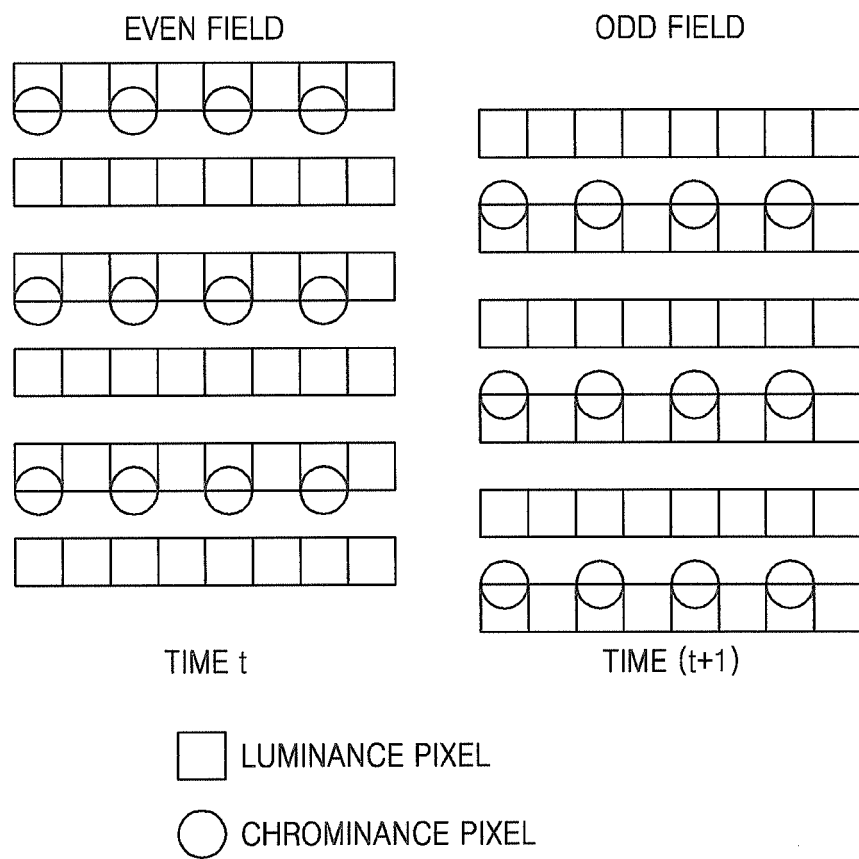 EVEN FIELD
ODD FIELD
TIME t
TIME (t+1)
LUMINANCE PIXEL
CHROMINANCE PIXEL